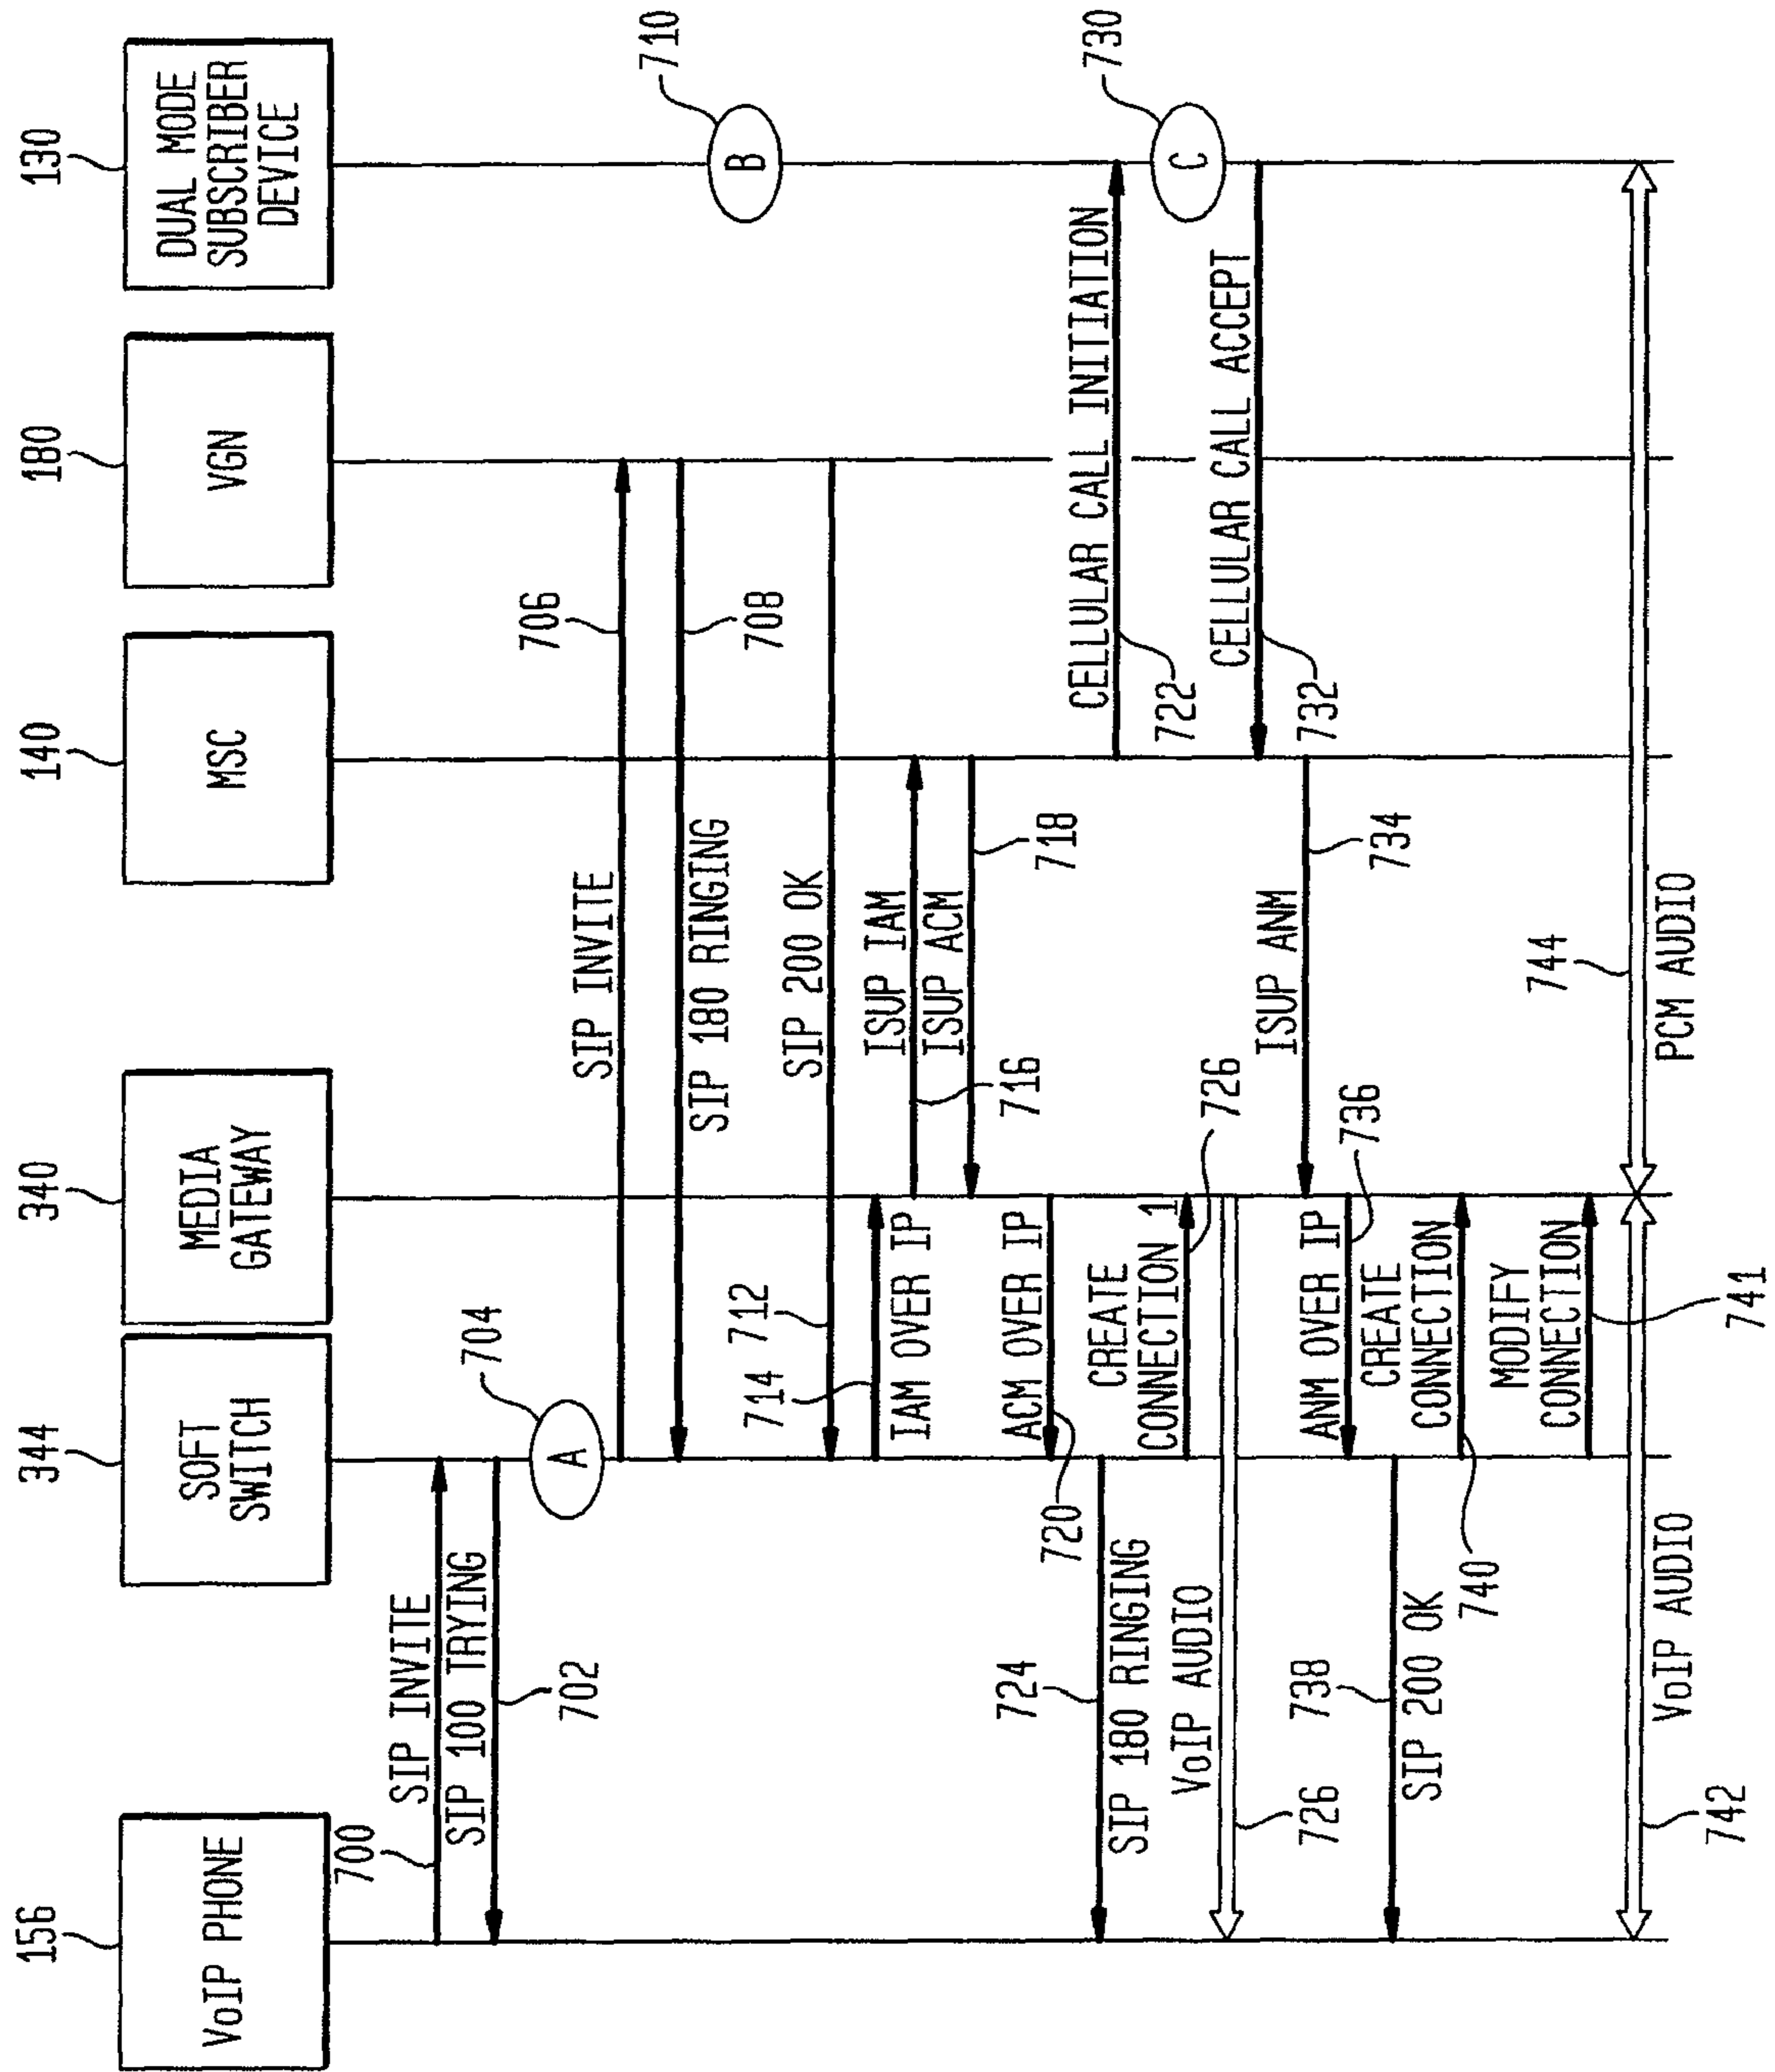 156
VoIP PHONE
344
SOFT
SWITCH
340
MEDIA
GATEWAY
140
MSC
180
VGN
130
DUAL MODE
SUBSCRIBER
DEVICE
SIP INVITE
700
SIP 100 TRYING
702
704
A
706
SIP INVITE
708
SIP 180 RINGING
710
B
SIP 200 OK
712
714
IAM OVER IP
ISUP IAM
716
ISUP ACM
718
ACM OVER IP
720
CELLULAR CALL INITIATION
722
724
SIP 180 RINGING
CREATE
CONNECTION 1
726
730
C
VoIP AUDIO
726
CELLULAR CALL ACCEPT
732
ISUP ANM
734
ANM OVER IP
736
738
SIP 200 OK
CREATE
CONNECTION
740
MODIFY
CONNECTION
741
744
VoIP AUDIO
742
PCM AUDIO